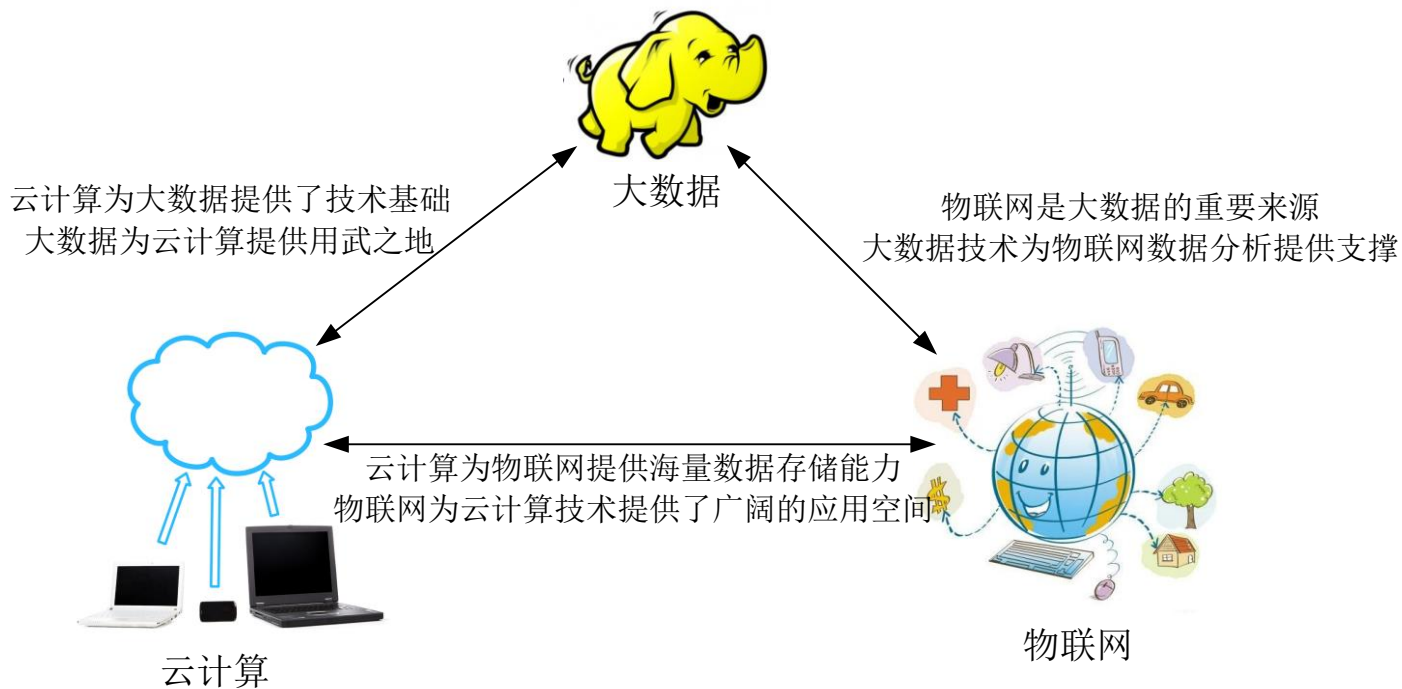 大数据
云计算为大数据提供了技术基础
大数据为云计算提供用武之地
物联网是大数据的重要来源
大数据技术为物联网数据分析提供支撑
云计算为物联网提供海量数据存储能力
物联网为云计算技术提供了广阔的应用空间
$
云计算
物联网